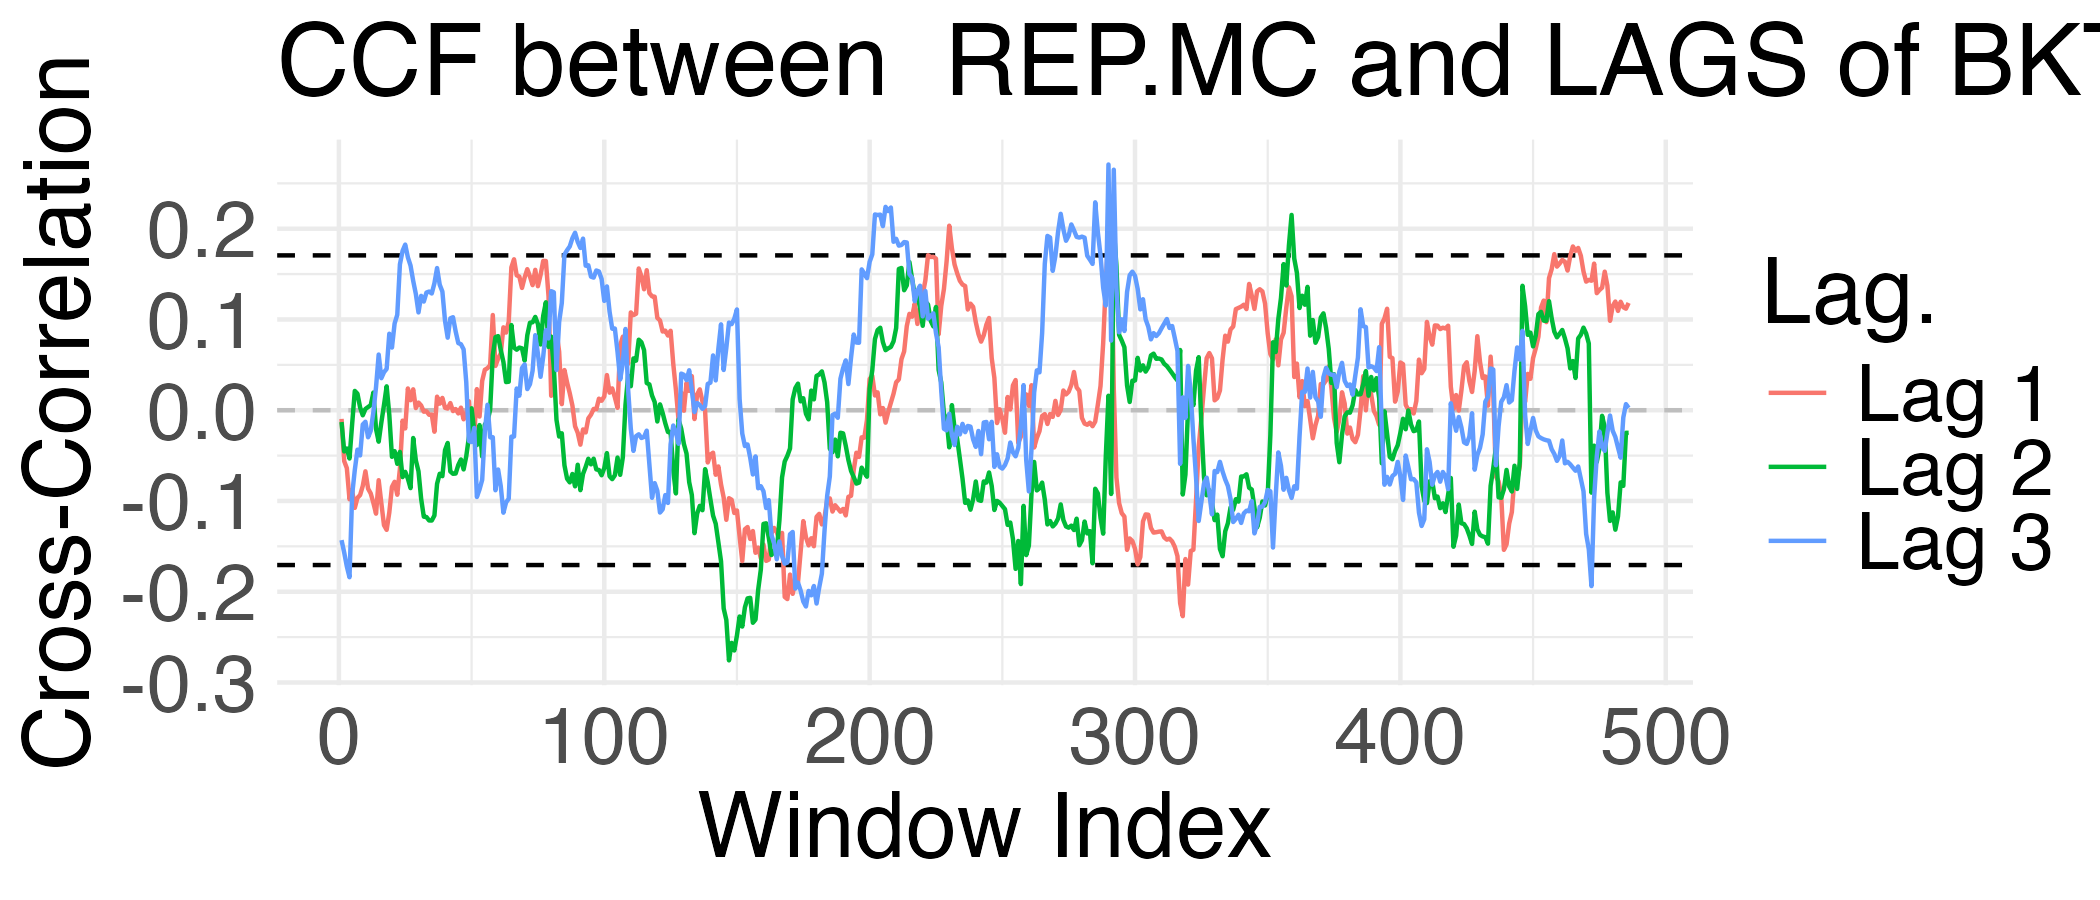 CCF between  REP.MC and LAGS of BKT
Cross-Correlation
0.2
0.1
0.0
-0.1
-0.2
-0.3
0 100 200 300 400 500
Window Index
Lag.
Lag 1
Lag 2
Lag 3